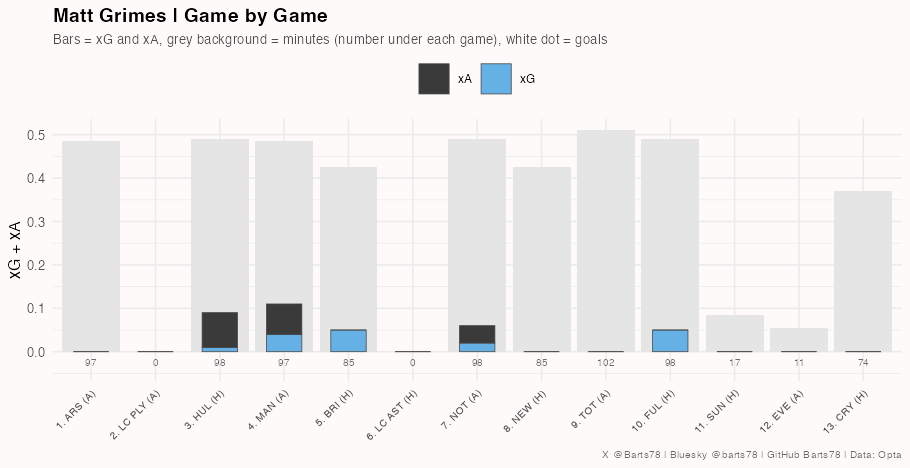 Matt Grimes | Game by Game
Bars = xG and xA, grey background = minutes (number under each game), white dot = goals
xA xG
xG + xA
0.5
0.4
0.3
0.2
0.1
0.0
97 0 98 97 85 0 98 85 102 98 17 11 74
1. ARS (A)
2. LC PLY (A)
3. HUL (H)
4. MAN (A)
5. BRI (H)
6. LC AST (H)
7. NOT (A)
8. NEW (H)
9. TOT (A)
10. FUL (H)
11. SUN (H)
12. EVE (A)
13. CRY (H)
X @Barts78 | Bluesky @barts78 | GitHub Barts78 | Data: Opta